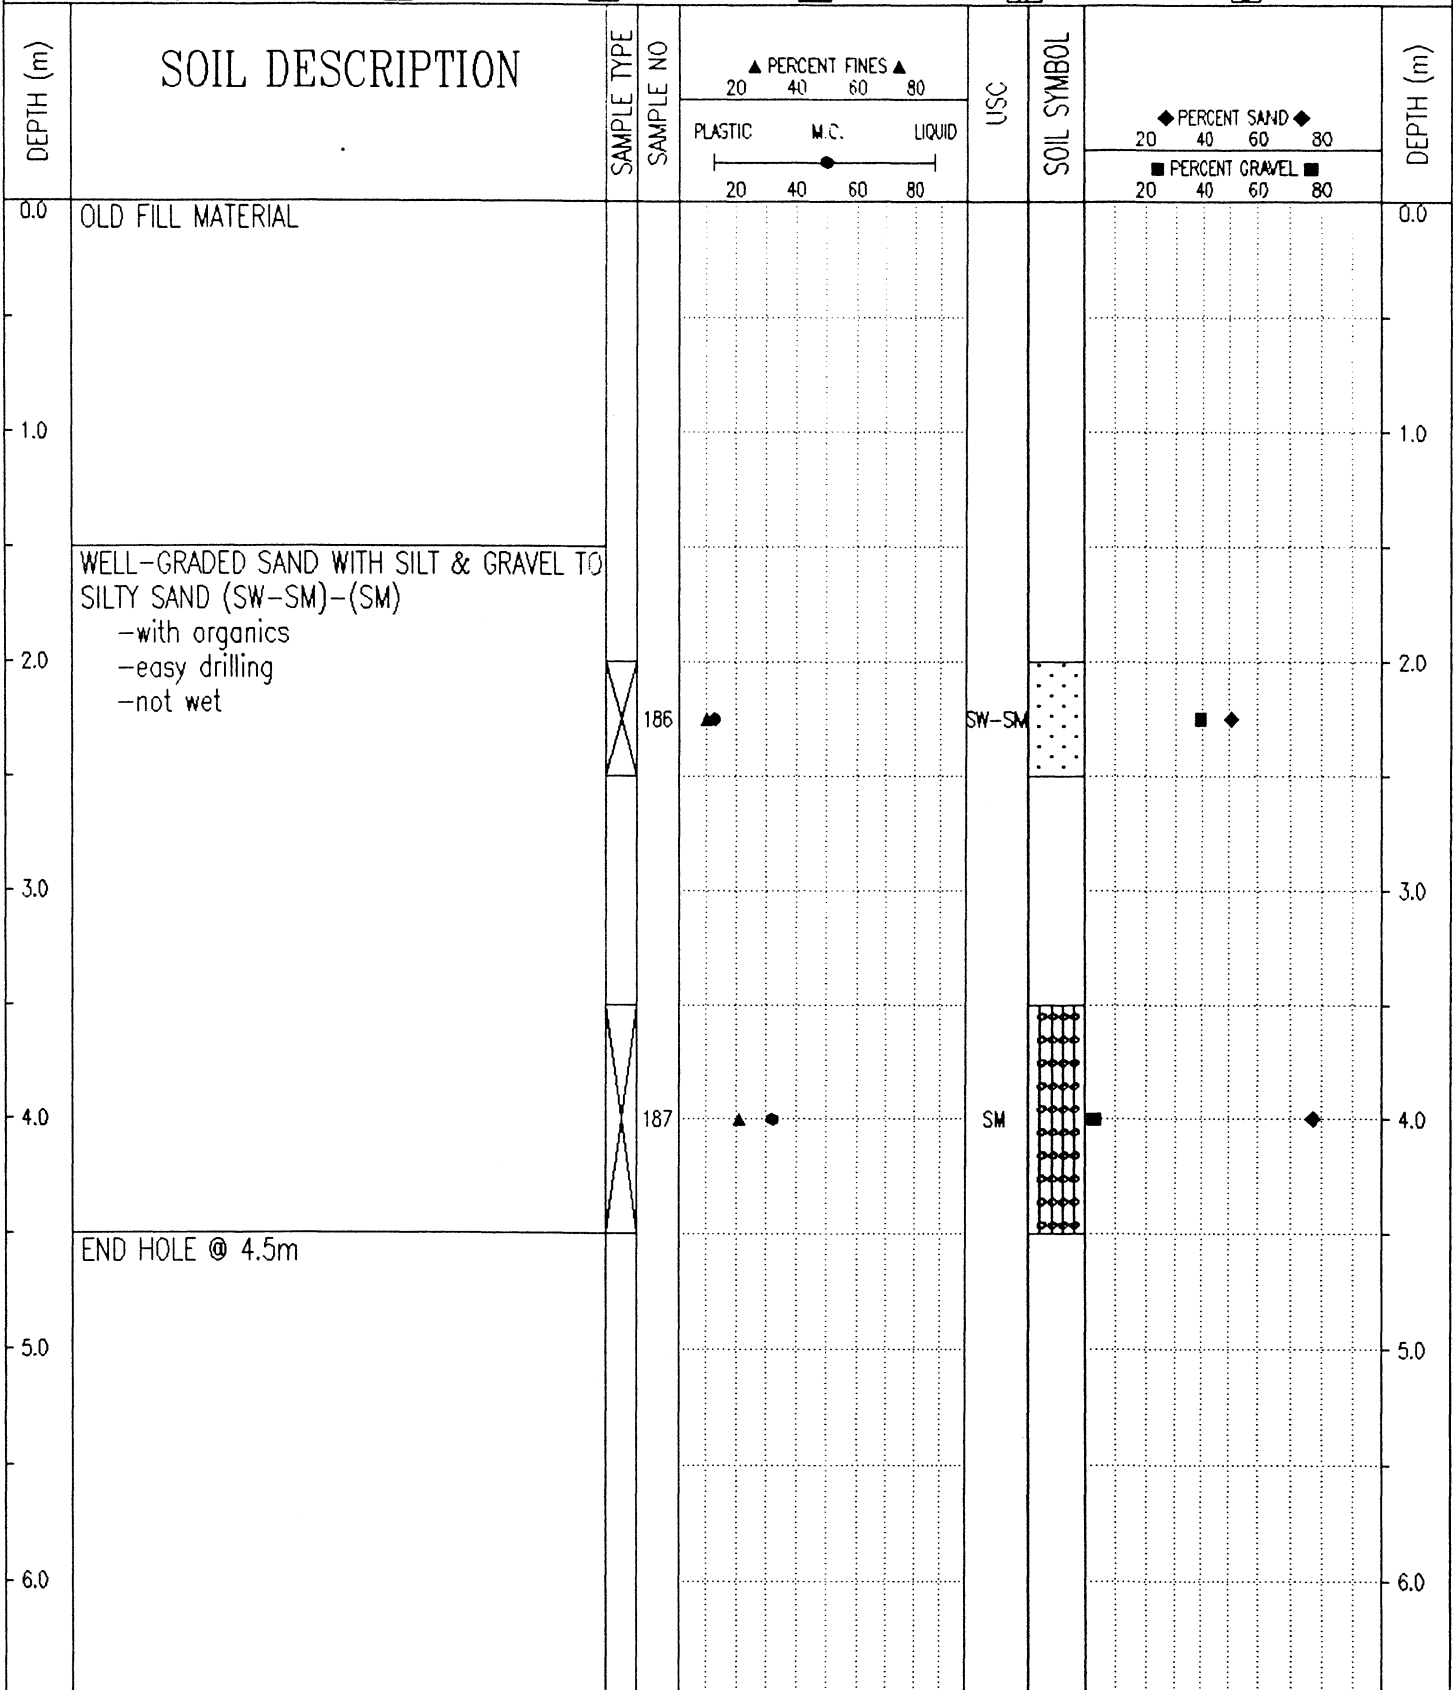 DEPTH (m)
SOIL DESCRIPTION
SAMPLE TYPE
SAMPLE NO
▲ PERCENT FINES ▲
20 40 60 80
PLASTIC M.C. LIQUID
20 40 60 80
USC
SOIL SYMBOL
◆ PERCENT SAND ◆
20 40 60 80
■ PERCENT GRAVEL ■
20 40 60 80
DEPTH (m)
0.0 OLD FILL MATERIAL 0.0
1.0 1.0
WELL-GRADED SAND WITH SILT & GRAVEL TO
SILTY SAND (SW-SM)-(SM)
-with organics
2.0 -easy drilling 2.0
-not wet
186 SW-SM
3.0 3.0
4.0 187 SM 4.0
END HOLE @ 4.5m
5.0 5.0
6.0 6.0